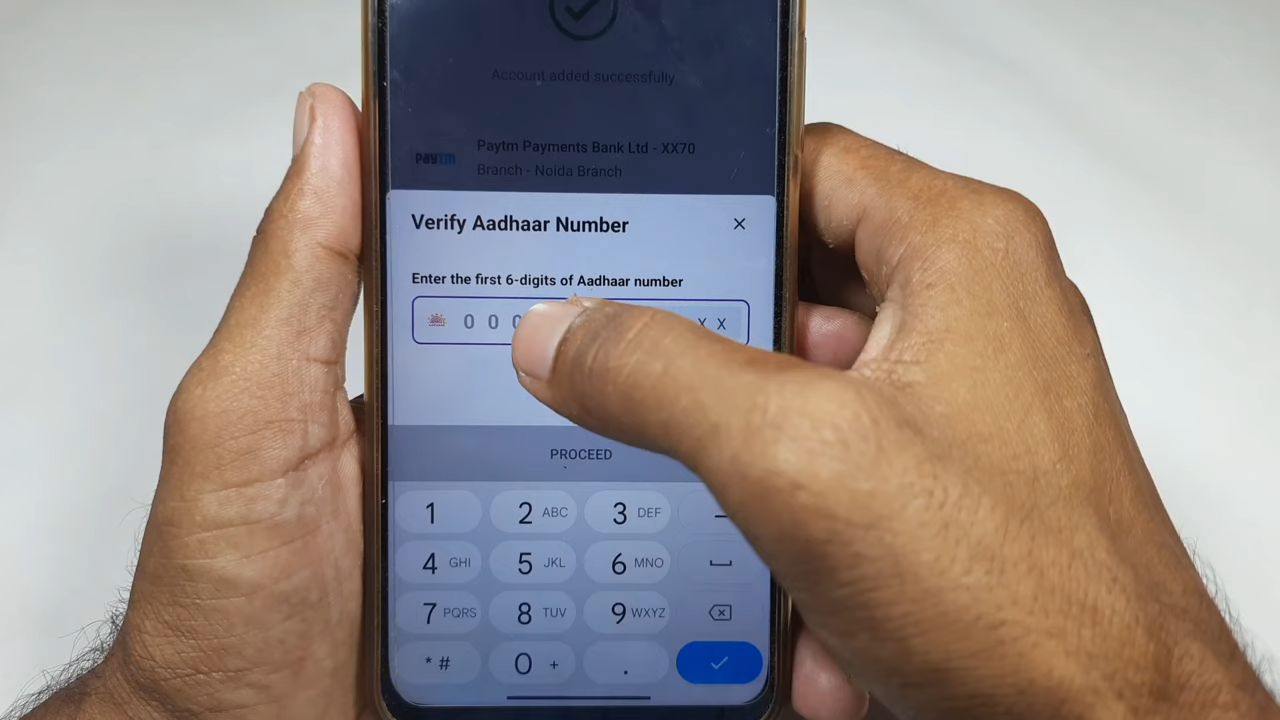 Account added successfully
paytm
Paytm Payments Bank Ltd - XX70
Branch - Noida Branch
Verify Aadhaar Number
Enter the first 6-digits of Aadhaar number
0 0 0 X X
PROCEED
1 2 ABC 3 DEF -
4 GHI 5 JKL 6 MNO
7 PQRS 8 TUV 9 WXYZ
* # 0 + .